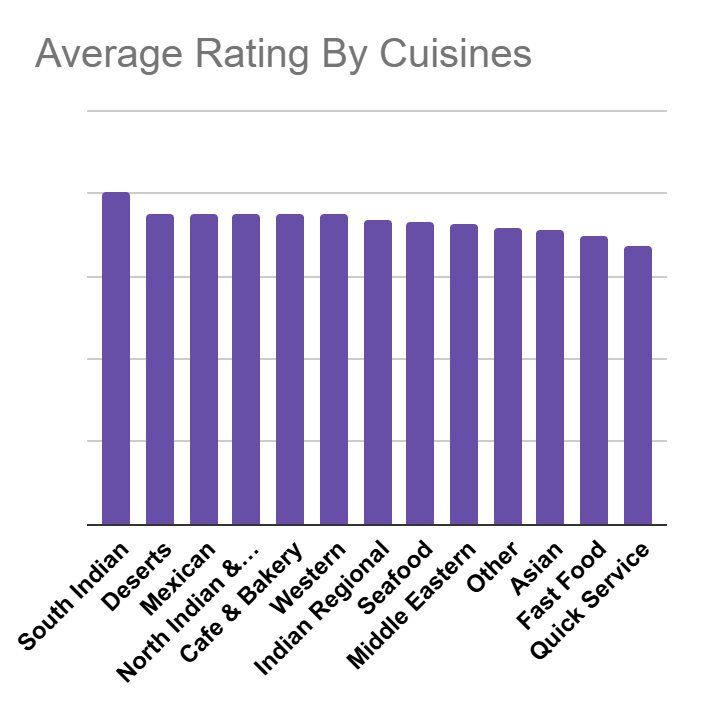 Average Rating By Cuisines
South Indian
Deserts
Mexican
North Indian &...
Cafe & Bakery
Western
Indian Regional
Seafood
Middle Eastern
Other
Asian
Fast Food
Quick Service